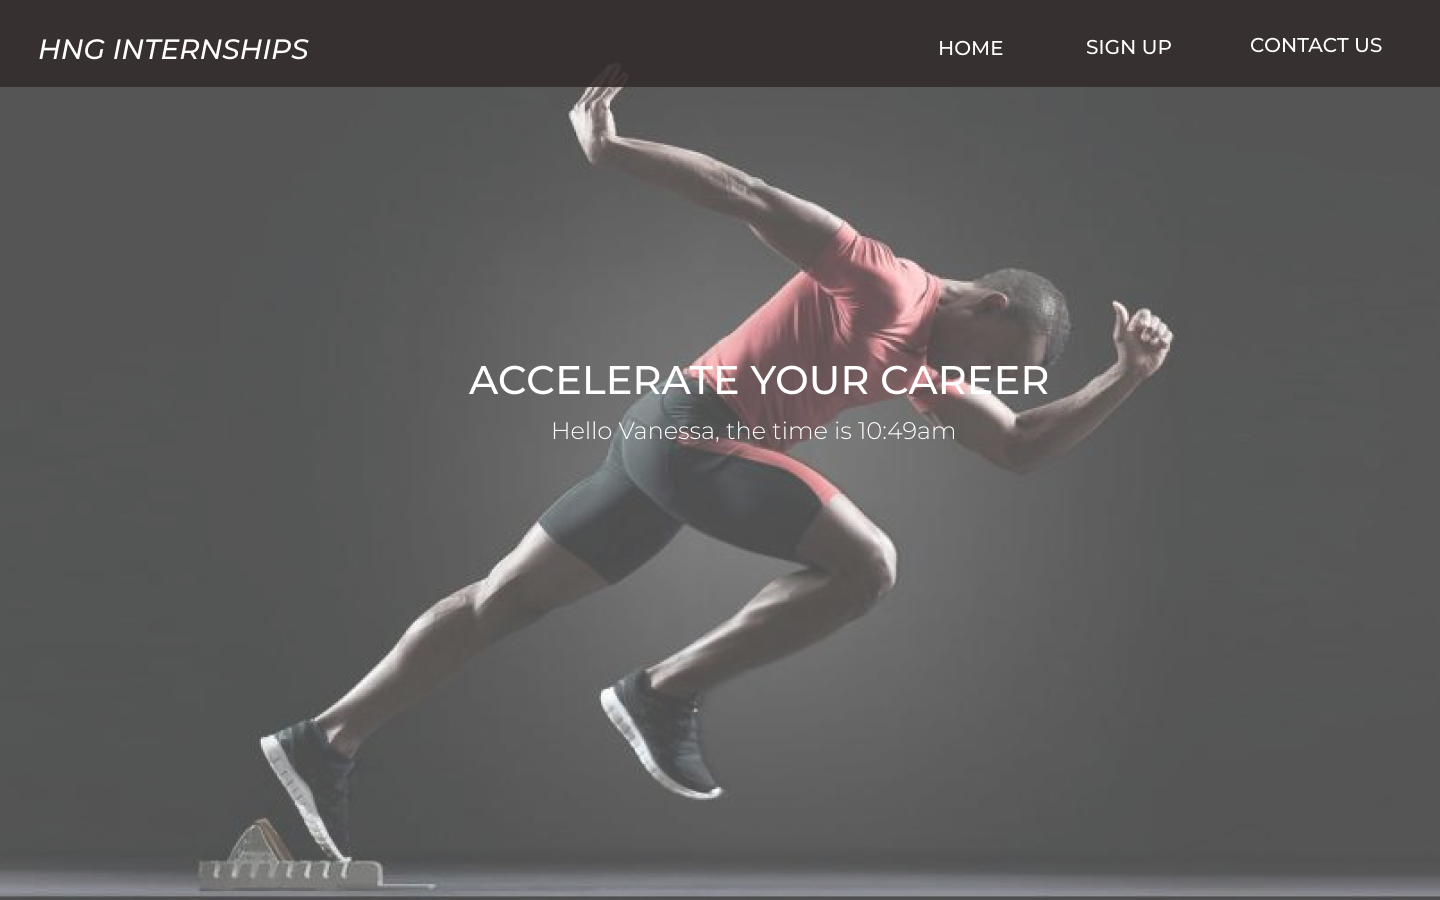 HNG INTERNSHIPS
HOME
SIGN UP
CONTACT US
ACCELERATE YOUR CAREER
Hello Vanessa, the time is 10:49am